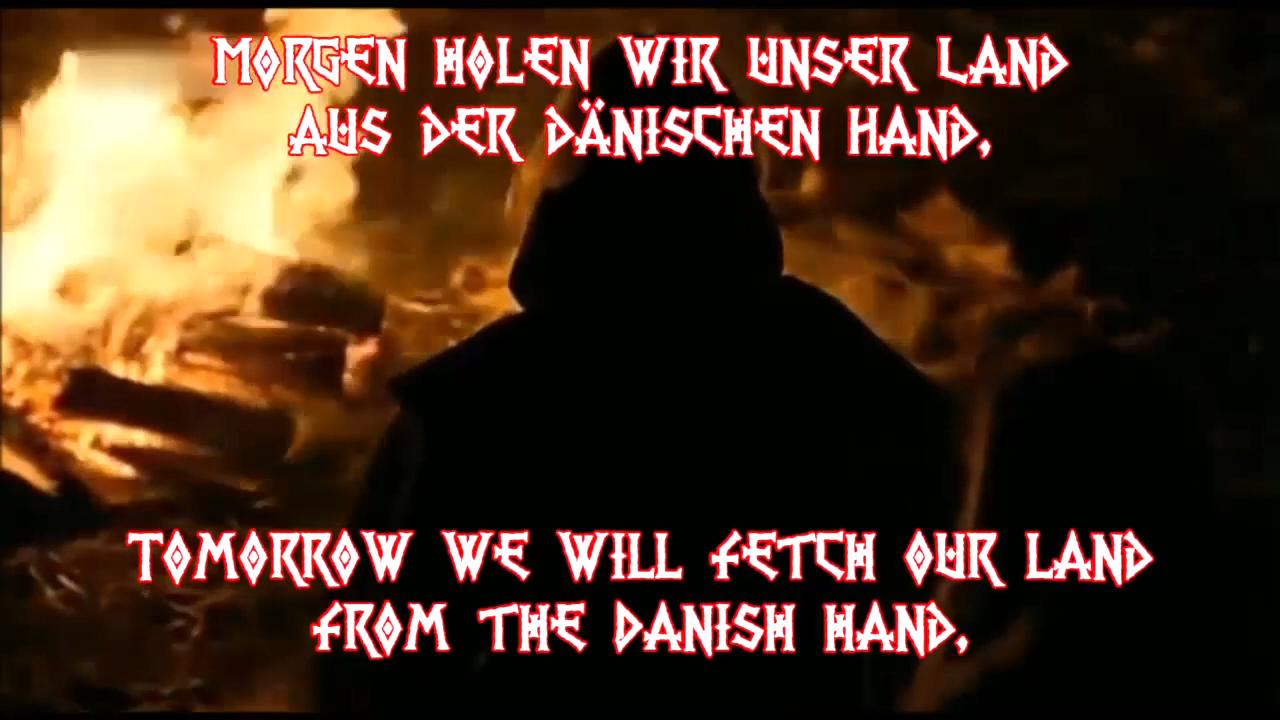 MORGEN HOLEN WIR UNSER LAND
AUS DER DÄNISCHEN HAND,
TOMORROW WE WILL FETCH OUR LAND
FROM THE DANISH HAND,